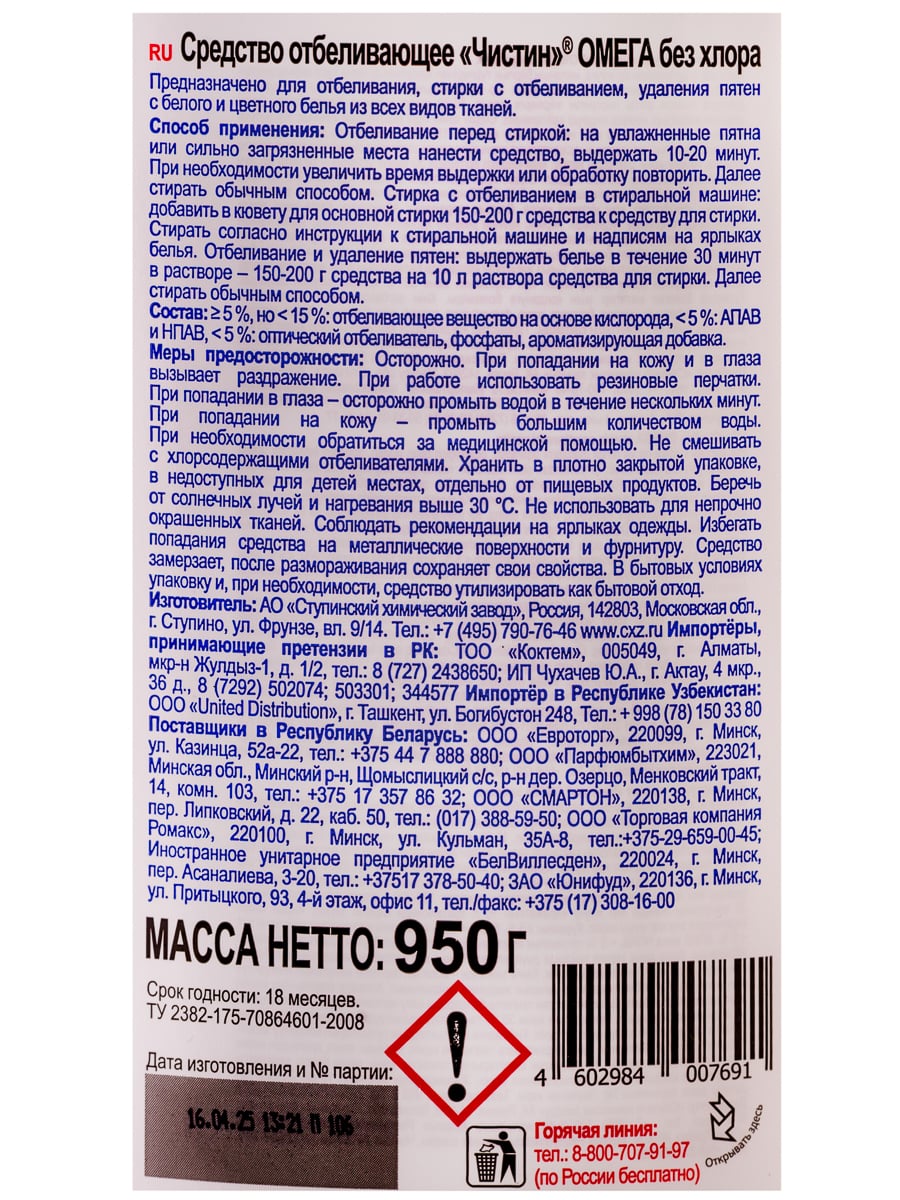 RU Средство отбеливающее «Чистин»® ОМЕГА без хлора
Предназначено для отбеливания, стирки с отбеливанием, удаления пятен
с белого и цветного белья из всех видов тканей.
Способ применения: Отбеливание перед стиркой: на увлажненные пятна
или сильно загрязненные места нанести средство, выдержать 10-20 минут.
При необходимости увеличить время выдержки или обработку повторить. Далее
стирать обычным способом. Стирка с отбеливанием в стиральной машине:
добавить в кювету для основной стирки 150-200 г средства к средству для стирки.
Стирать согласно инструкции к стиральной машине и надписям на ярлыках
белья. Отбеливание и удаление пятен: выдержать белье в течение 30 минут
в растворе – 150-200 г средства на 10 л раствора средства для стирки. Далее
стирать обычным способом.
Состав: ≥ 5 %, но < 15 %: отбеливающее вещество на основе кислорода, < 5 %: АПАВ
и НПАВ, < 5 %: оптический отбеливатель, фосфаты, ароматизирующая добавка.
Меры предосторожности: Осторожно. При попадании на кожу и в глаза
вызывает раздражение. При работе использовать резиновые перчатки.
При попадании в глаза – осторожно промыть водой в течение нескольких минут.
При попадании на кожу – промыть большим количеством воды.
При необходимости обратиться за медицинской помощью. Не смешивать
с хлорсодержащими отбеливателями. Хранить в плотно закрытой упаковке,
в недоступных для детей местах, отдельно от пищевых продуктов. Беречь
от солнечных лучей и нагревания выше 30 °C. Не использовать для непрочно
окрашенных тканей. Соблюдать рекомендации на ярлыках одежды. Избегать
попадания средства на металлические поверхности и фурнитуру. Средство
замерзает, после размораживания сохраняет свои свойства. В бытовых условиях
упаковку и, при необходимости, средство утилизировать как бытовой отход.
Изготовитель: АО «Ступинский химический завод», Россия, 142803, Московская обл.,
г. Ступино, ул. Фрунзе, вл. 9/14. Тел.: +7 (495) 790-76-46 www.cxz.ru Импортёры,
принимающие претензии в РК: ТОО «Коктем», 005049, г. Алматы,
мкр-н Жулдыз-1, д. 1/2, тел.: 8 (727) 2438650; ИП Чухачев Ю.А., г. Актау, 4 мкр.,
36 д., 8 (7292) 502074; 503301; 344577 Импортёр в Республике Узбекистан:
ООО «United Distribution», г. Ташкент, ул. Богибустон 248, Тел.: + 998 (78) 150 33 80
Поставщики в Республику Беларусь: ООО «Евроторг», 220099, г. Минск,
ул. Казинца, 52а-22, тел.: +375 44 7 888 880; ООО «Парфюмбытхим», 223021,
Минская обл., Минский р-н, Щомыслицкий с/с, р-н дер. Озерцо, Менковский тракт,
14, комн. 103, тел.: +375 17 357 86 32; ООО «СМАРТОН», 220138, г. Минск,
пер. Липковский, д. 22, каб. 50, тел.: (017) 388-59-50; ООО «Торговая компания
Ромакс», 220100, г. Минск, ул. Кульман, 35А-8, тел.:+375-29-659-00-45;
Иностранное унитарное предприятие «БелВиллесден», 220024, г. Минск,
пер. Асаналиева, 3-20, тел.: +37517 378-50-40; ЗАО «Юнифуд», 220136, г. Минск,
ул. Притыцкого, 93, 4-й этаж, офис 11, тел./факс: +375 (17) 308-16-00
МАССА НЕТТО: 950 Г
Срок годности: 18 месяцев.
ТУ 2382-175-70864601-2008
Дата изготовления и № партии:
16.04.25 13:21 П 106
4 602984 007691
Горячая линия:
тел.: 8-800-707-91-97
(по России бесплатно)
Открывать здесь